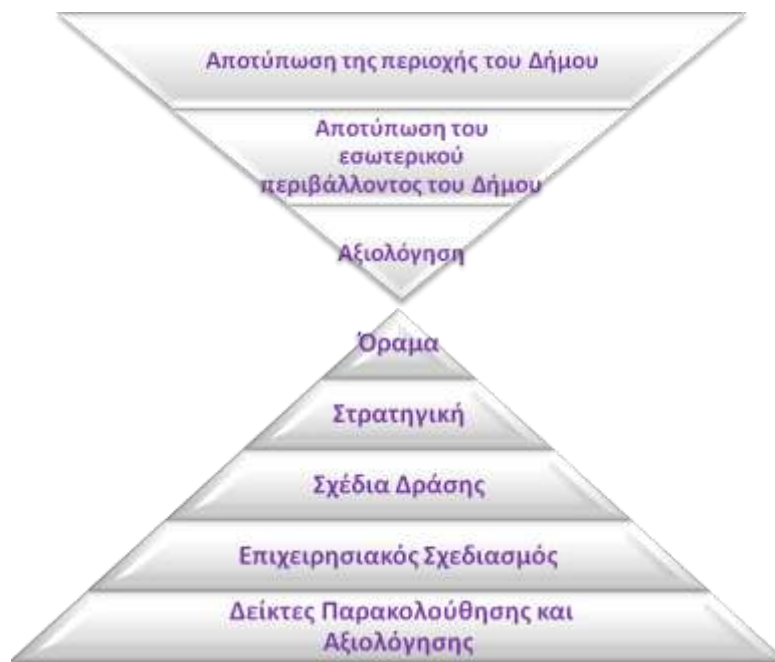 Αποτύπωση της περιοχής του Δήμου
Αποτύπωση του
εσωτερικού
περιβάλλοντος του Δήμου
Αξιολόγηση
Όραμα
Στρατηγική
Σχέδια Δράσης
Επιχειρησιακός Σχεδιασμός
Δείκτες Παρακολούθησης και
Αξιολόγησης